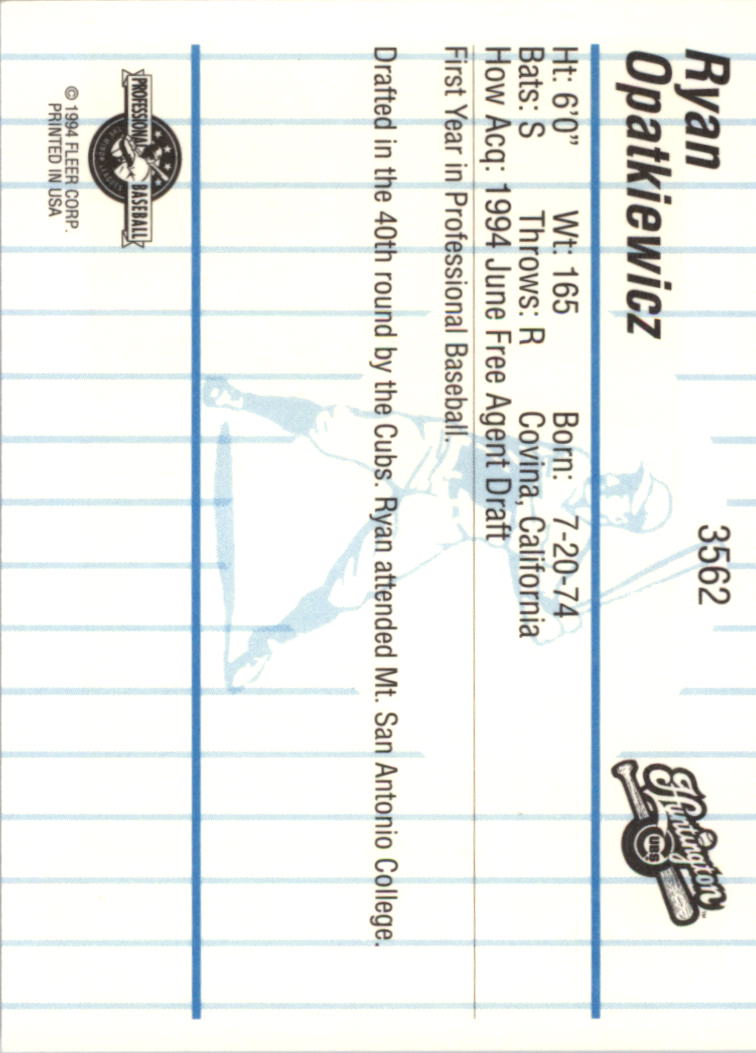 Ryan
Opatkiewicz
3562
Huntington
CUBS
Ht: 6'0" Wt: 165 Born: 7-20-74
Bats: S Throws: R Covina, California
How Acq: 1994 June Free Agent Draft
First Year in Professional Baseball.
Drafted in the 40th round by the Cubs. Ryan attended Mt. San Antonio College.
PROFESSIONAL BASEBALL
© 1994 FLEER CORP.
PRINTED IN USA